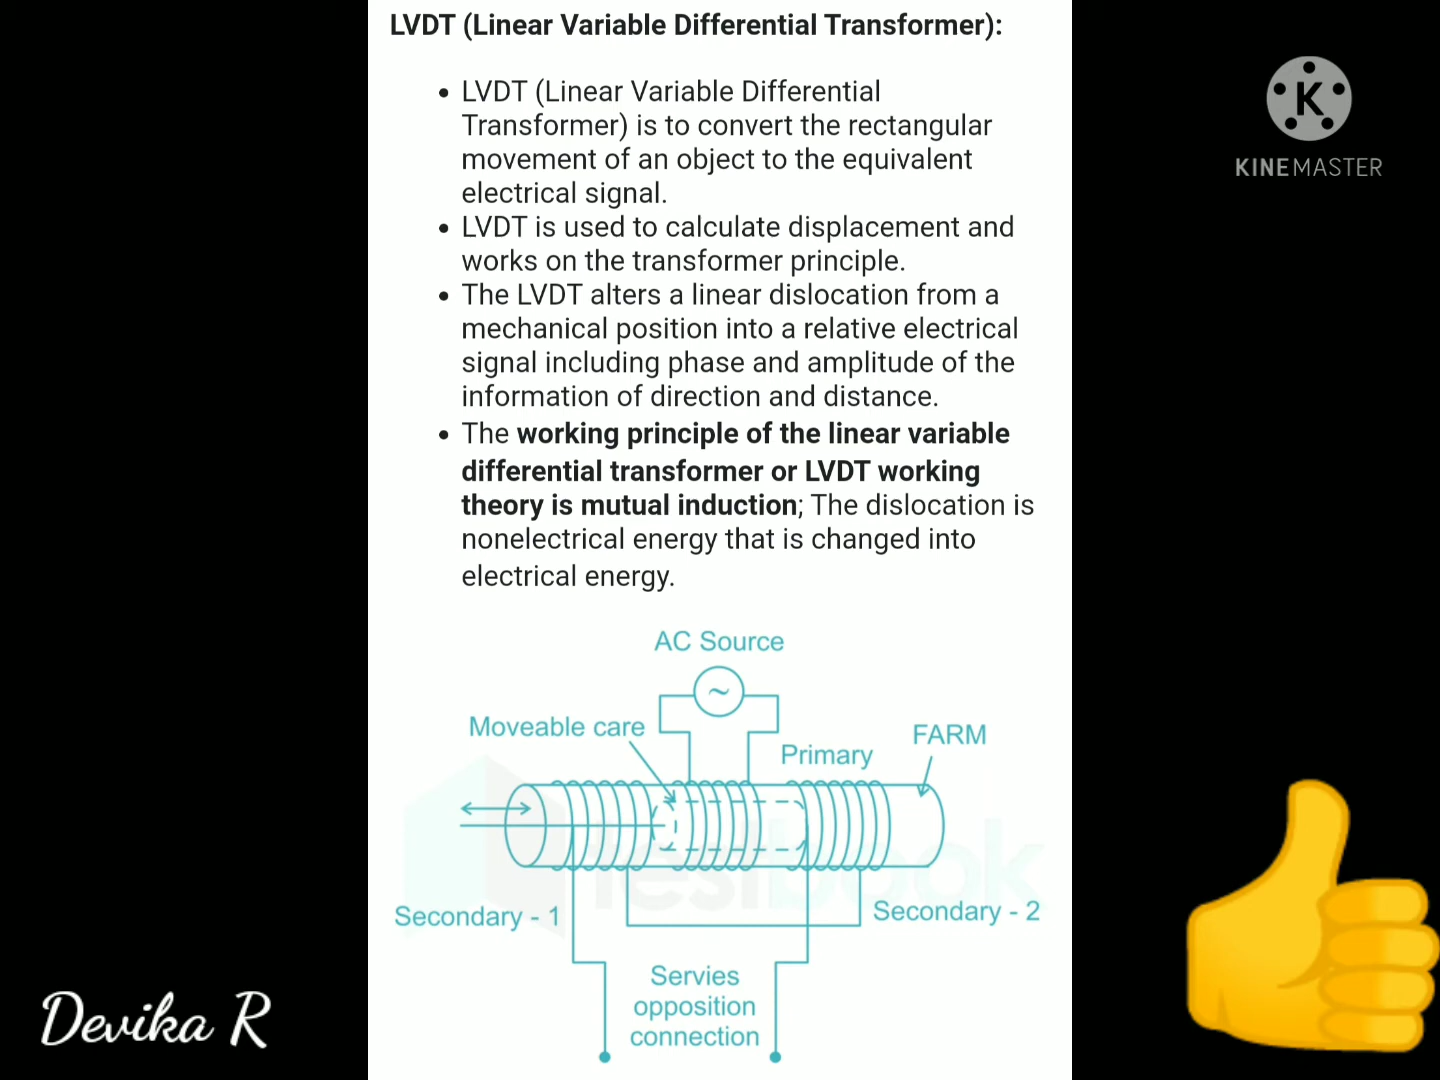 LVDT (Linear Variable Differential Transformer):
• LVDT (Linear Variable Differential
Transformer) is to convert the rectangular
movement of an object to the equivalent
electrical signal.
• LVDT is used to calculate displacement and
works on the transformer principle.
• The LVDT alters a linear dislocation from a
mechanical position into a relative electrical
signal including phase and amplitude of the
information of direction and distance.
• The working principle of the linear variable
differential transformer or LVDT working
theory is mutual induction; The dislocation is
nonelectrical energy that is changed into
electrical energy.
AC Source
~
Moveable care
Primary
FARM
testbook
Secondary - 1
Secondary - 2
Servies
opposition
connection
K
KINEMASTER
Devika R